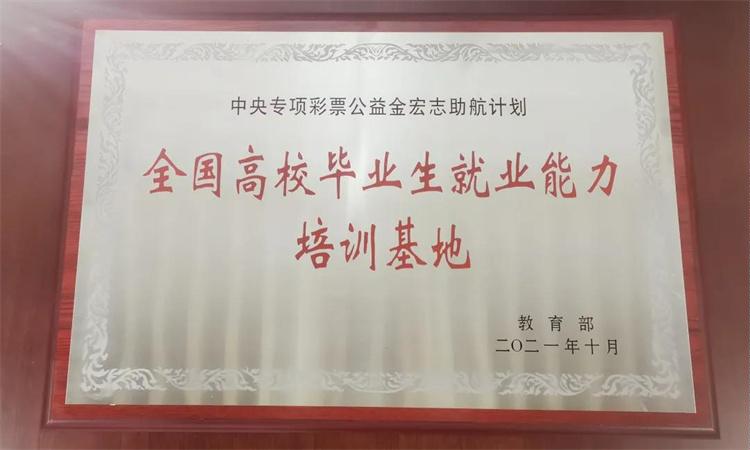 中央专项彩票公益金宏志助航计划
全国高校毕业生就业能力
培训基地
教育部
二〇二一年十月